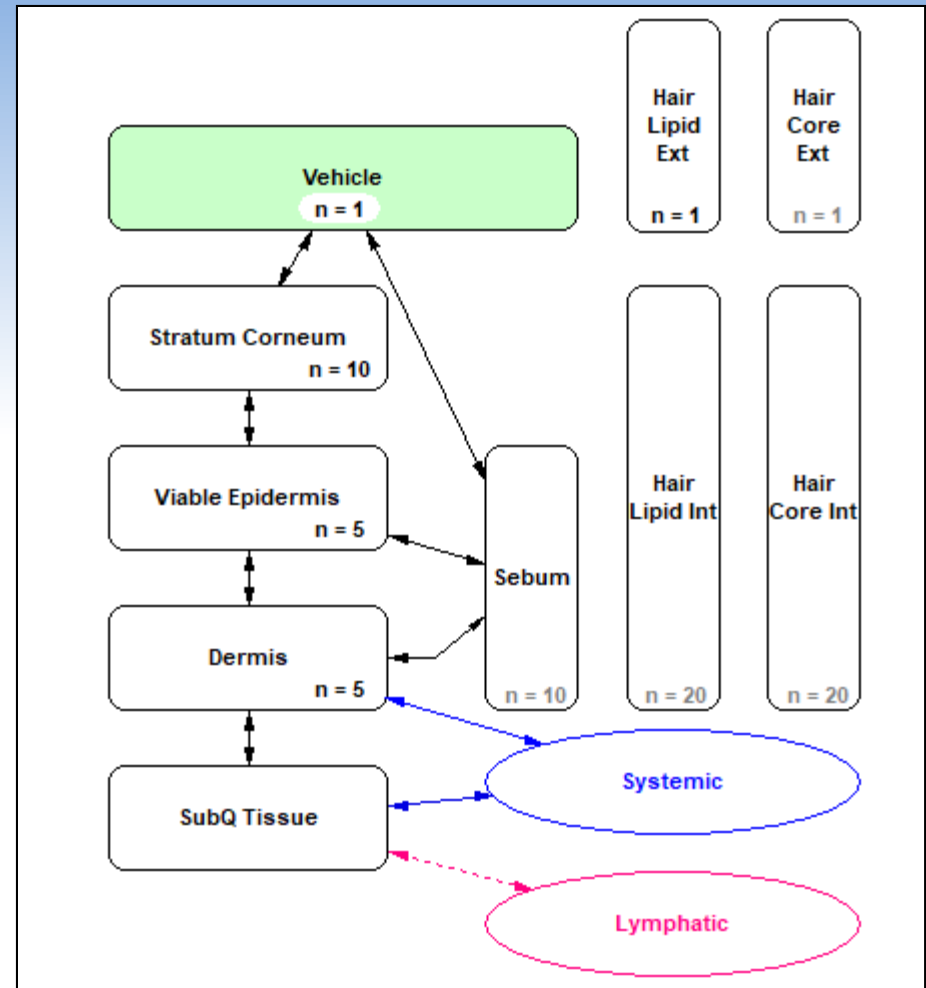 Vehicle
n = 1
Hair
Lipid
Ext
n = 1
Hair
Core
Ext
n = 1
Stratum Corneum
n = 10
Viable Epidermis
n = 5
Dermis
n = 5
SubQ Tissue
Sebum
n = 10
Hair
Lipid Int
n = 20
Hair
Core Int
n = 20
Systemic
Lymphatic